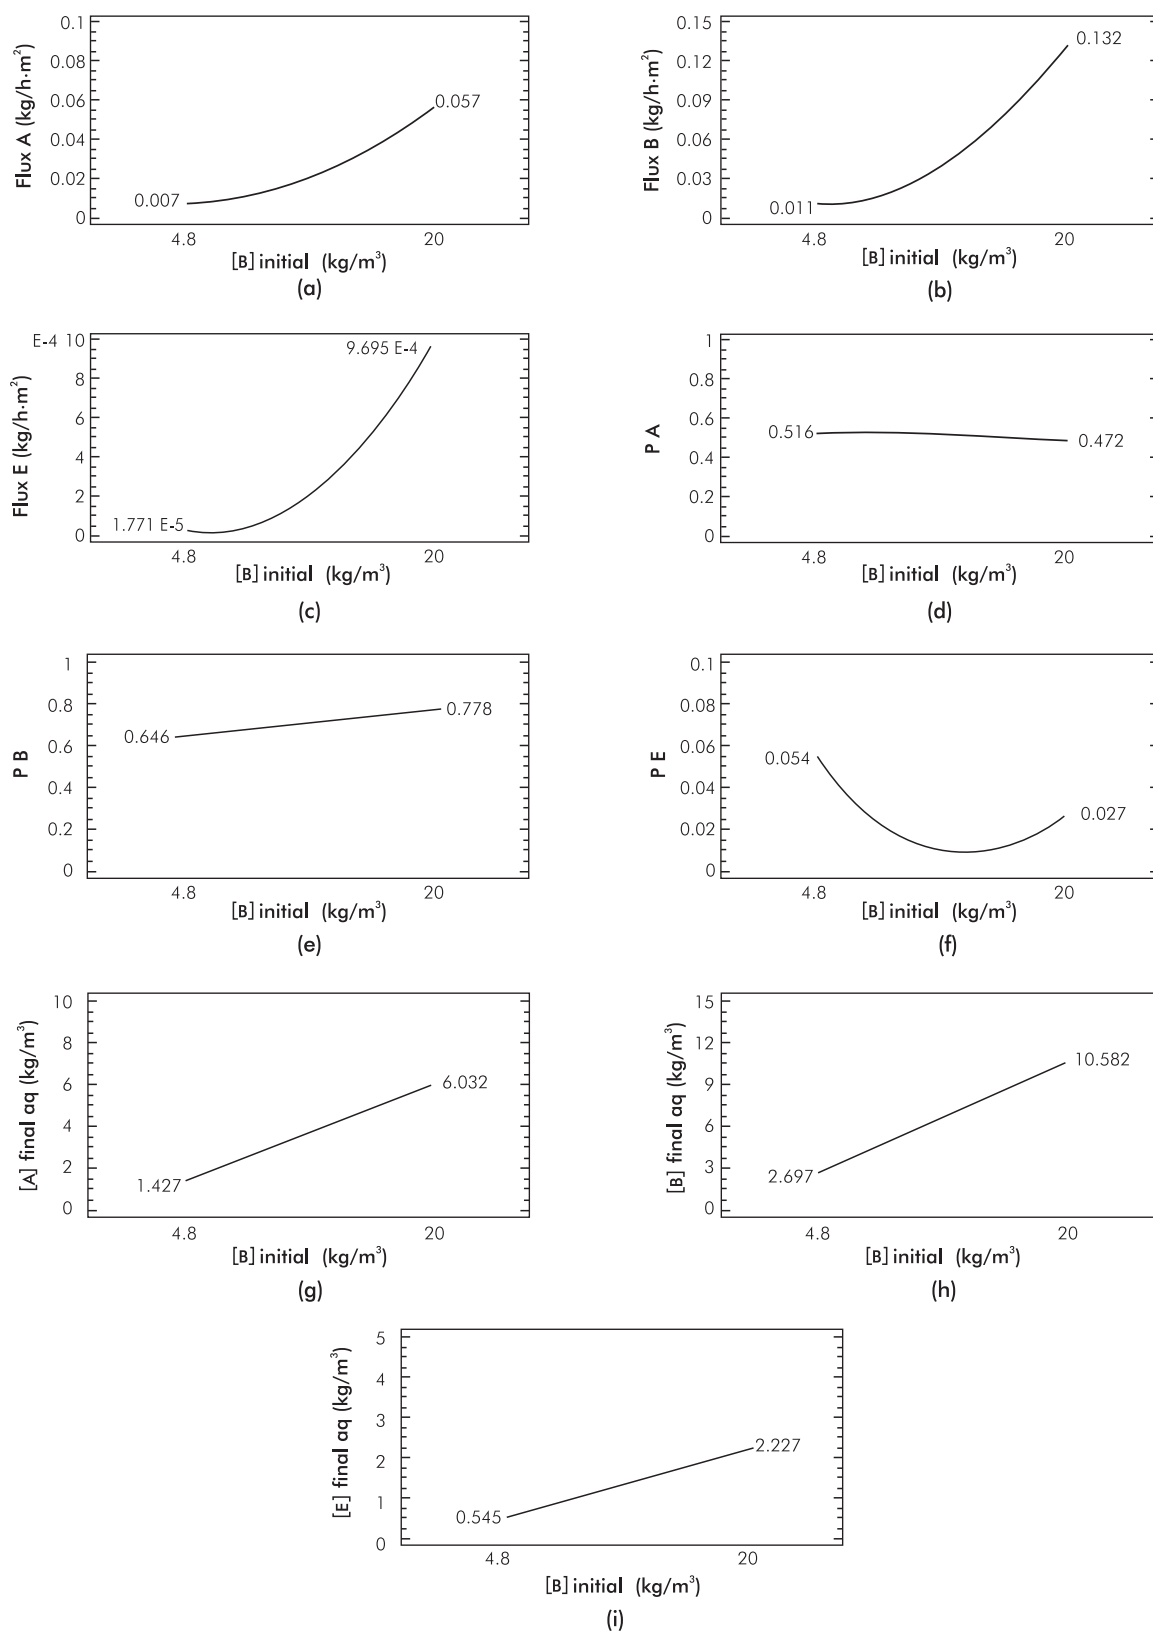 0.1
0.08
0.06
0.04
0.02
0
Flux A (kg/h·m²)
0.007
0.057
4.8
20
[B] initial (kg/m³)
(a)
0.15
0.12
0.09
0.06
0.03
0
Flux B (kg/h·m²)
0.011
0.132
4.8
20
[B] initial (kg/m³)
(b)
E-4 10
8
6
4
2
0
Flux E (kg/h·m²)
1.771 E-5
9.695 E-4
4.8
20
[B] initial (kg/m³)
(c)
1
0.8
0.6
0.4
0.2
0
P A
0.516
0.472
4.8
20
[B] initial (kg/m³)
(d)
1
0.8
0.6
0.4
0.2
0
P B
0.646
0.778
4.8
20
[B] initial (kg/m³)
(e)
0.1
0.08
0.06
0.04
0.02
0
P E
0.054
0.027
4.8
20
[B] initial (kg/m³)
(f)
10
8
6
4
2
0
[A] final aq (kg/m³)
1.427
6.032
4.8
20
[B] initial (kg/m³)
(g)
15
12
9
6
3
0
[B] final aq (kg/m³)
2.697
10.582
4.8
20
[B] initial (kg/m³)
(h)
5
4
3
2
1
0
[E] final aq (kg/m³)
0.545
2.227
4.8
20
[B] initial (kg/m³)
(i)